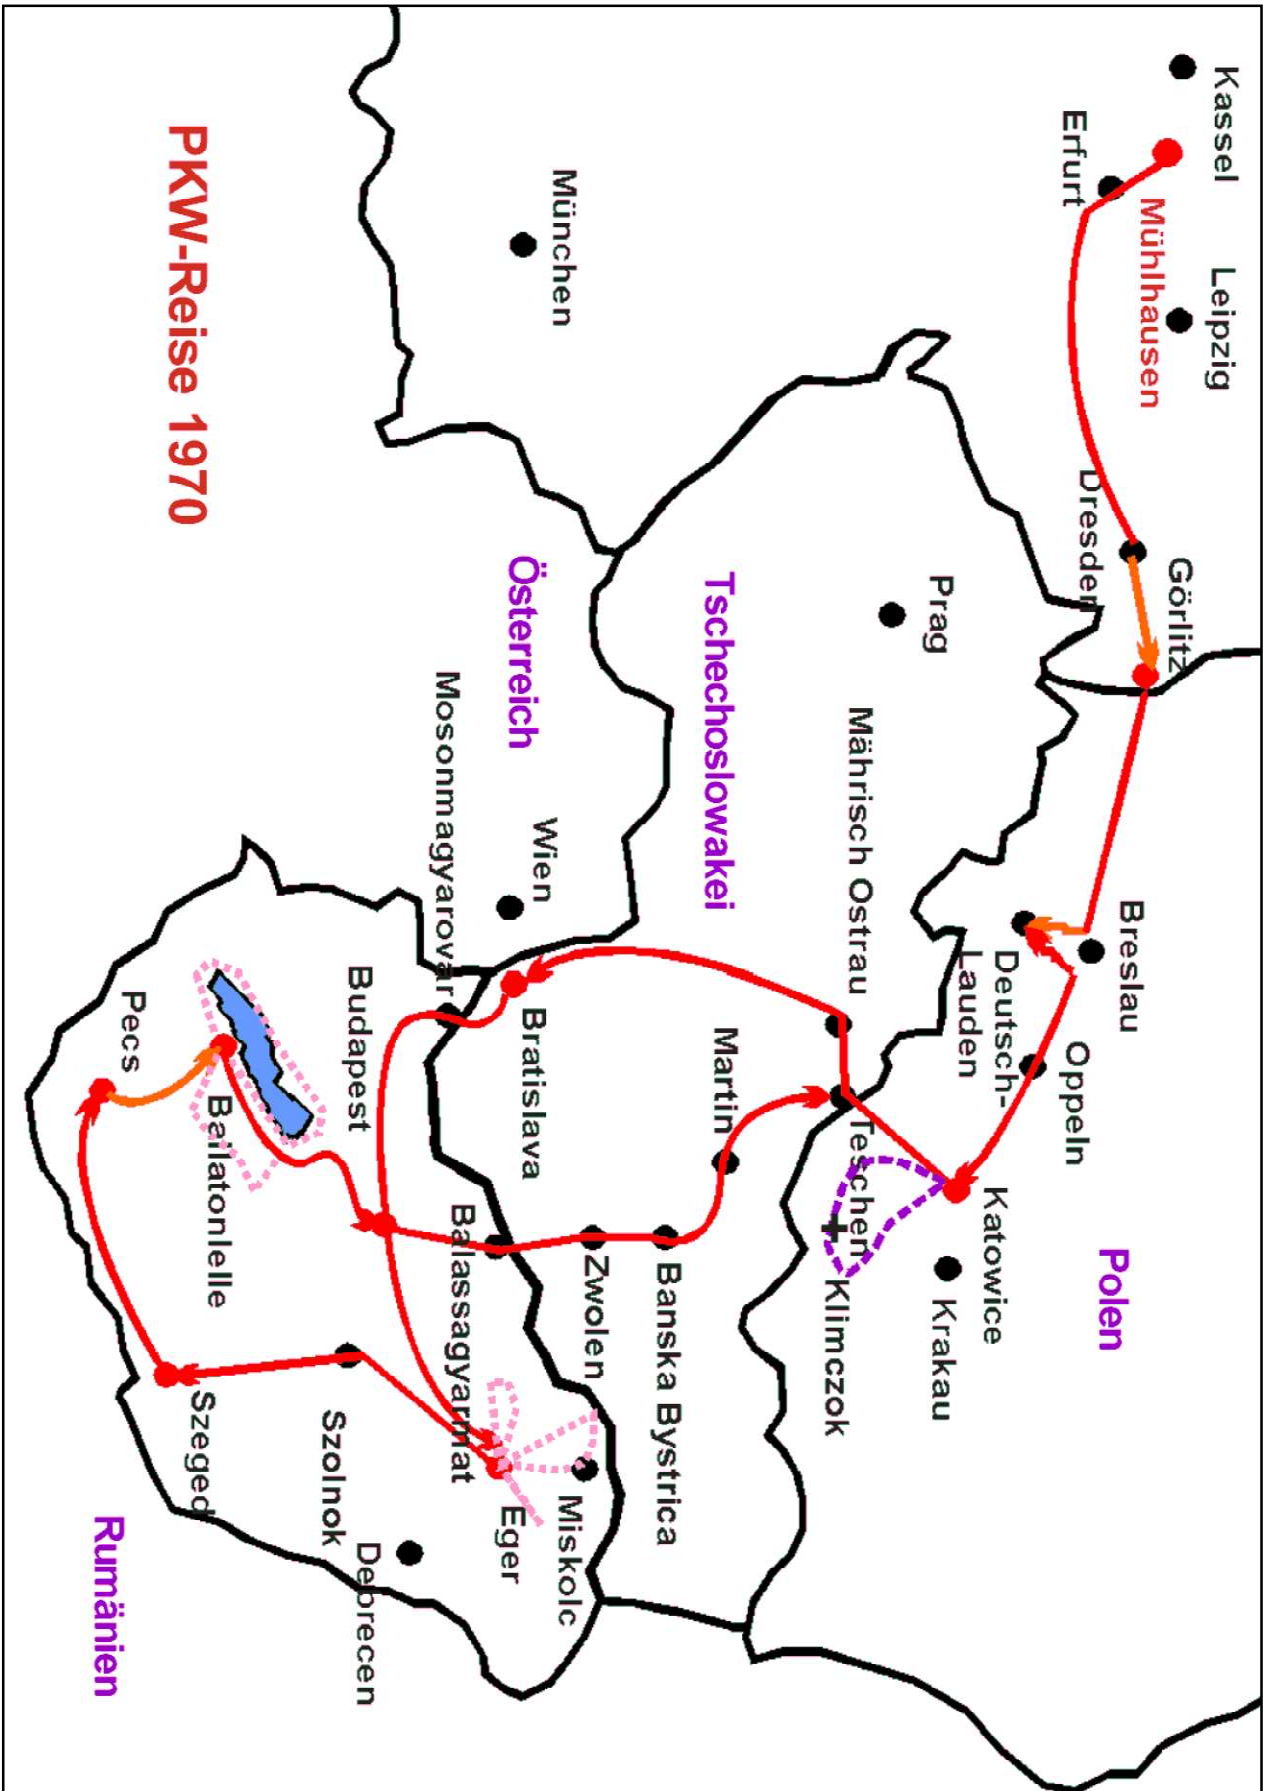 Kassel
Leipzig
Mühlhausen
Erfurt
Görlitz
Dresden
Breslau
Oppeln
Deutsch-
Lauden
Polen
Katowice
Krakau
Prag
Mährisch Ostrau
Teschen
Klimczok
Tschechoslowakei
Martin
Banska Bystrica
Zwolen
München
Österreich
Wien
Bratislava
Miskolc
Mosonmagyarovar
Balassagyarmat
Eger
Budapest
Debrecen
Szolnok
PKW-Reise 1970
Bailatonlelle
Szeged
Pecs
Rumänien